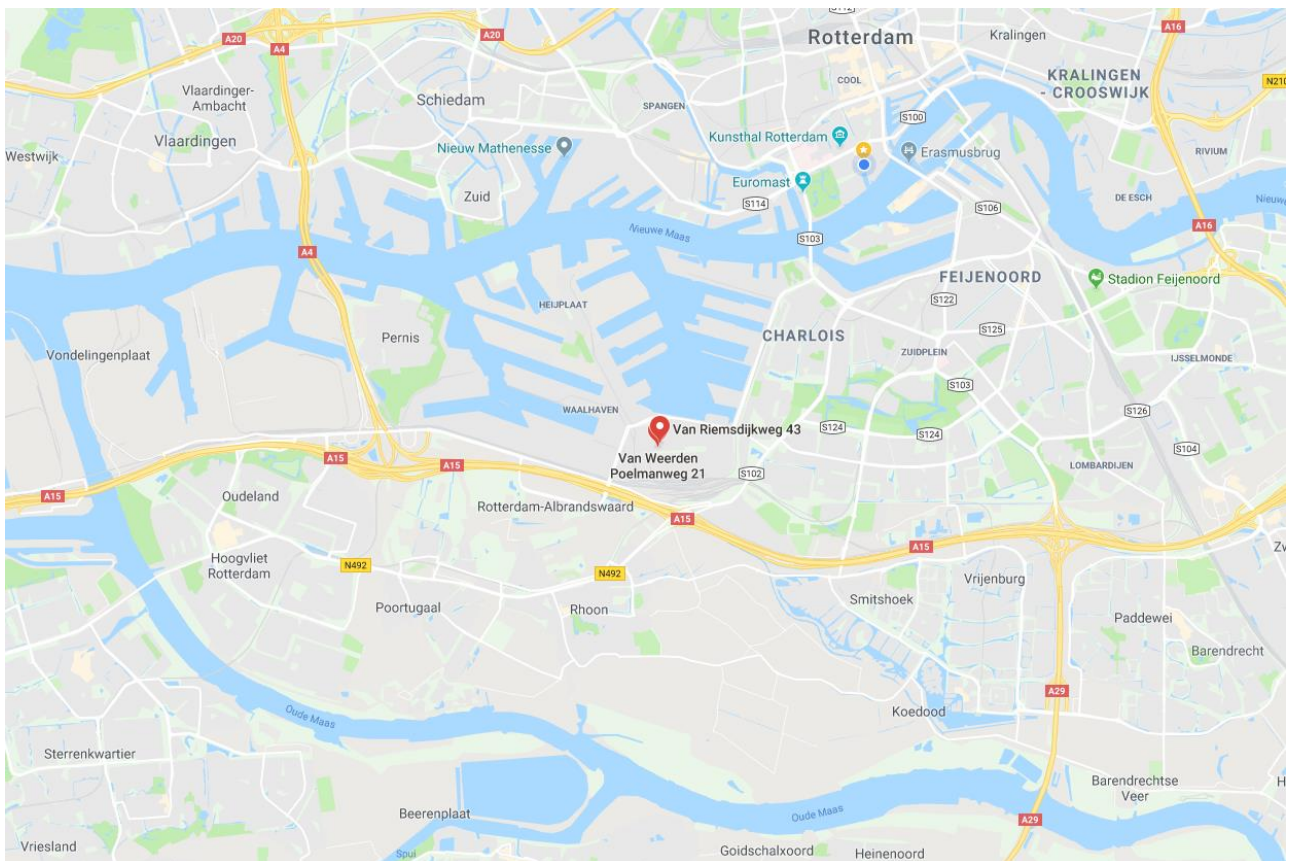 S112
A20
A20
A4
Rotterdam
Kralingen
A16
COOL
KRALINGEN
- CROOSWIJK
N210
Vlaardinger-
Ambacht
Schiedam
SPANGEN
S100
Vlaardingen
Nieuw Mathenesse
Kunsthal Rotterdam
Erasmusbrug
RIVIUM
Westwijk
Euromast
Zuid
S114
S106
DE ESCH
Nieuwe
A16
Nieuwe Maas
S103
A4
FEIJENOORD
Stadion Feijenoord
HEIJPLAAT
S122
S125
Pernis
CHARLOIS
ZUIDPLEIN
Vondelingenplaat
IJSSELMONDE
S103
WAALHAVEN
S126
Van Riemsdijkweg 43
S124
S124
Van Weerden
Poelmanweg 21
S104
A15
A15
S102
LOMBARDIJEN
A15
Oudeland
Rotterdam-Albrandswaard
A15
A15
Zw
Hoogvliet
Rotterdam
N492
N492
Vrijenburg
Poortugaal
Rhoon
Smitshoek
Paddewei
Barendrecht
A29
Oude Maas
Koedood
Sterrenkwartier
Barendrechtse
Veer
H
Beerenplaat
Oude Maas
A29
Vriesland
Spui
Goidschalxoord
Heinenoord